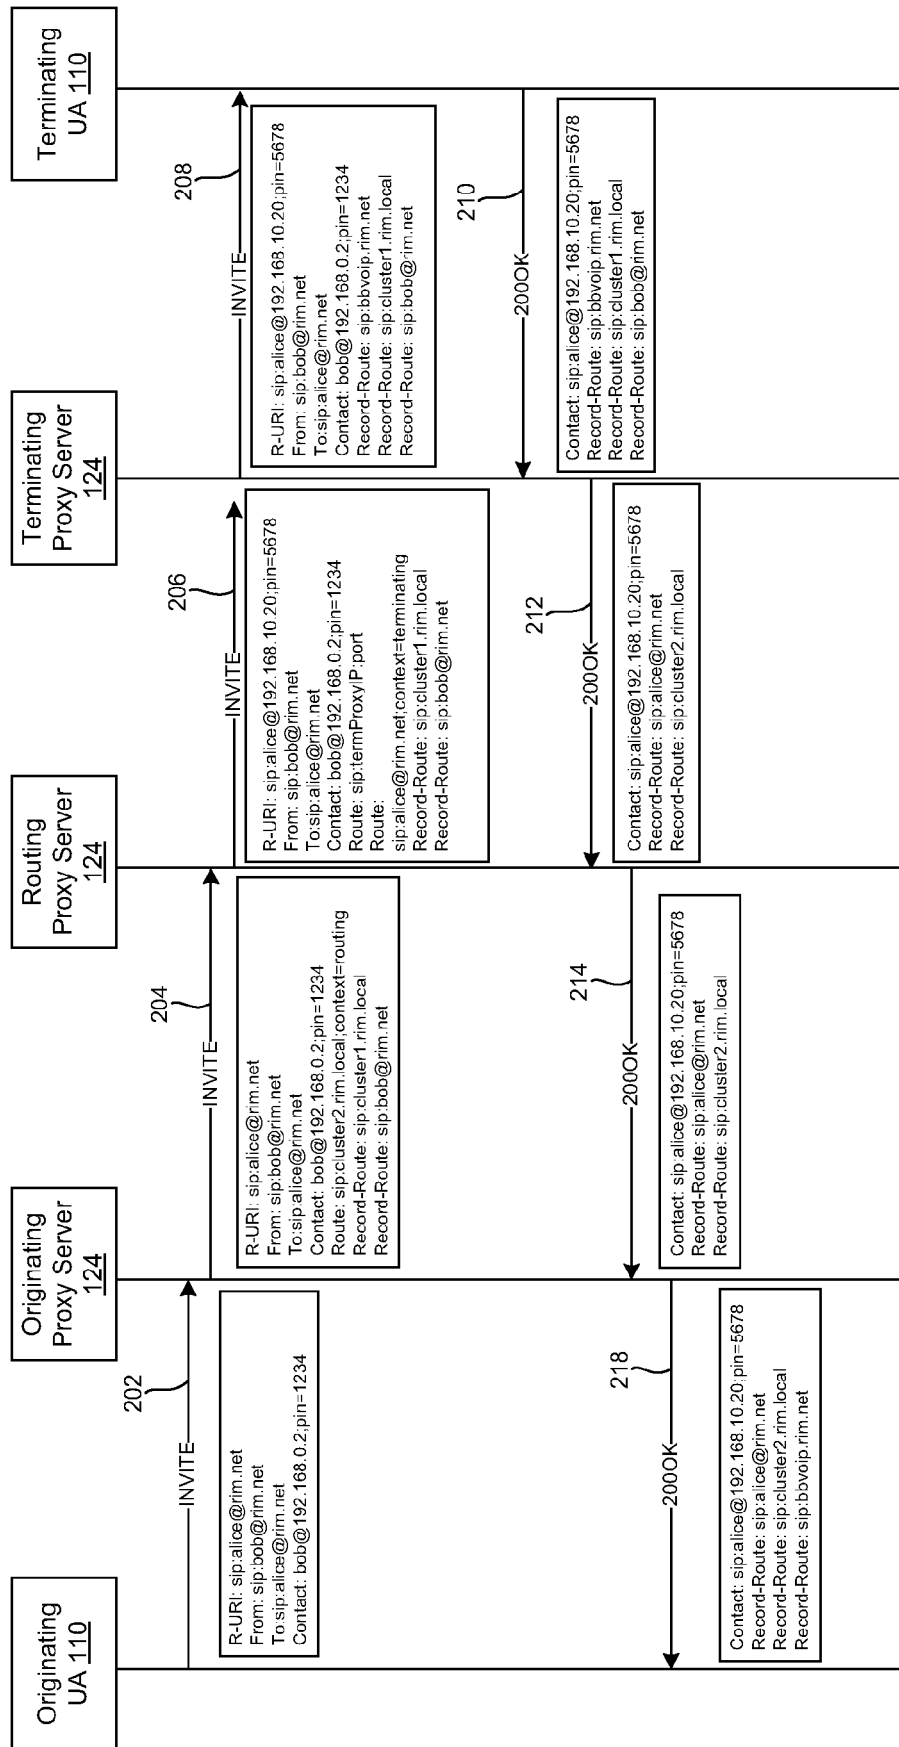 Originating
UA 110
Originating
Proxy Server
124
Routing
Proxy Server
124
Terminating
Proxy Server
124
Terminating
UA 110
202
INVITE
R-URI: sip:alice@rim.net
From: sip:bob@rim.net
To:sip:alice@rim.net
Contact: bob@192.168.0.2;pin=1234
204
INVITE
R-URI: sip:alice@rim.net
From: sip:bob@rim.net
To:sip:alice@rim.net
Contact: bob@192.168.0.2;pin=1234
Route: sip:cluster2.rim.local;context=routing
Record-Route: sip:cluster1.rim.local
Record-Route: sip:bob@rim.net
206
INVITE
R-URI: sip:alice@192.168.10.20;pin=5678
From: sip:bob@rim.net
To:sip:alice@rim.net
Contact: bob@192.168.0.2;pin=1234
Route: sip:termProxyIP:port
Route:
sip:alice@rim.net;context=terminating
Record-Route: sip:cluster1.rim.local
Record-Route: sip:bob@rim.net
208
INVITE
R-URI: sip:alice@192.168.10.20;pin=5678
From: sip:bob@rim.net
To:sip:alice@rim.net
Contact: bob@192.168.0.2;pin=1234
Record-Route: sip:bbvoip.rim.net
Record-Route: sip:cluster1.rim.local
Record-Route: sip:bob@rim.net
210
200OK
Contact: sip:alice@192.168.10.20;pin=5678
Record-Route: sip:bbvoip.rim.net
Record-Route: sip:cluster1.rim.local
Record-Route: sip:bob@rim.net
212
200OK
Contact: sip:alice@192.168.10.20;pin=5678
Record-Route: sip:alice@rim.net
Record-Route: sip:cluster2.rim.local
214
200OK
Contact: sip:alice@192.168.10.20;pin=5678
Record-Route: sip:alice@rim.net
Record-Route: sip:cluster2.rim.local
218
200OK
Contact: sip:alice@192.168.10.20;pin=5678
Record-Route: sip:alice@rim.net
Record-Route: sip:cluster2.rim.local
Record-Route: sip:bbvoip.rim.net